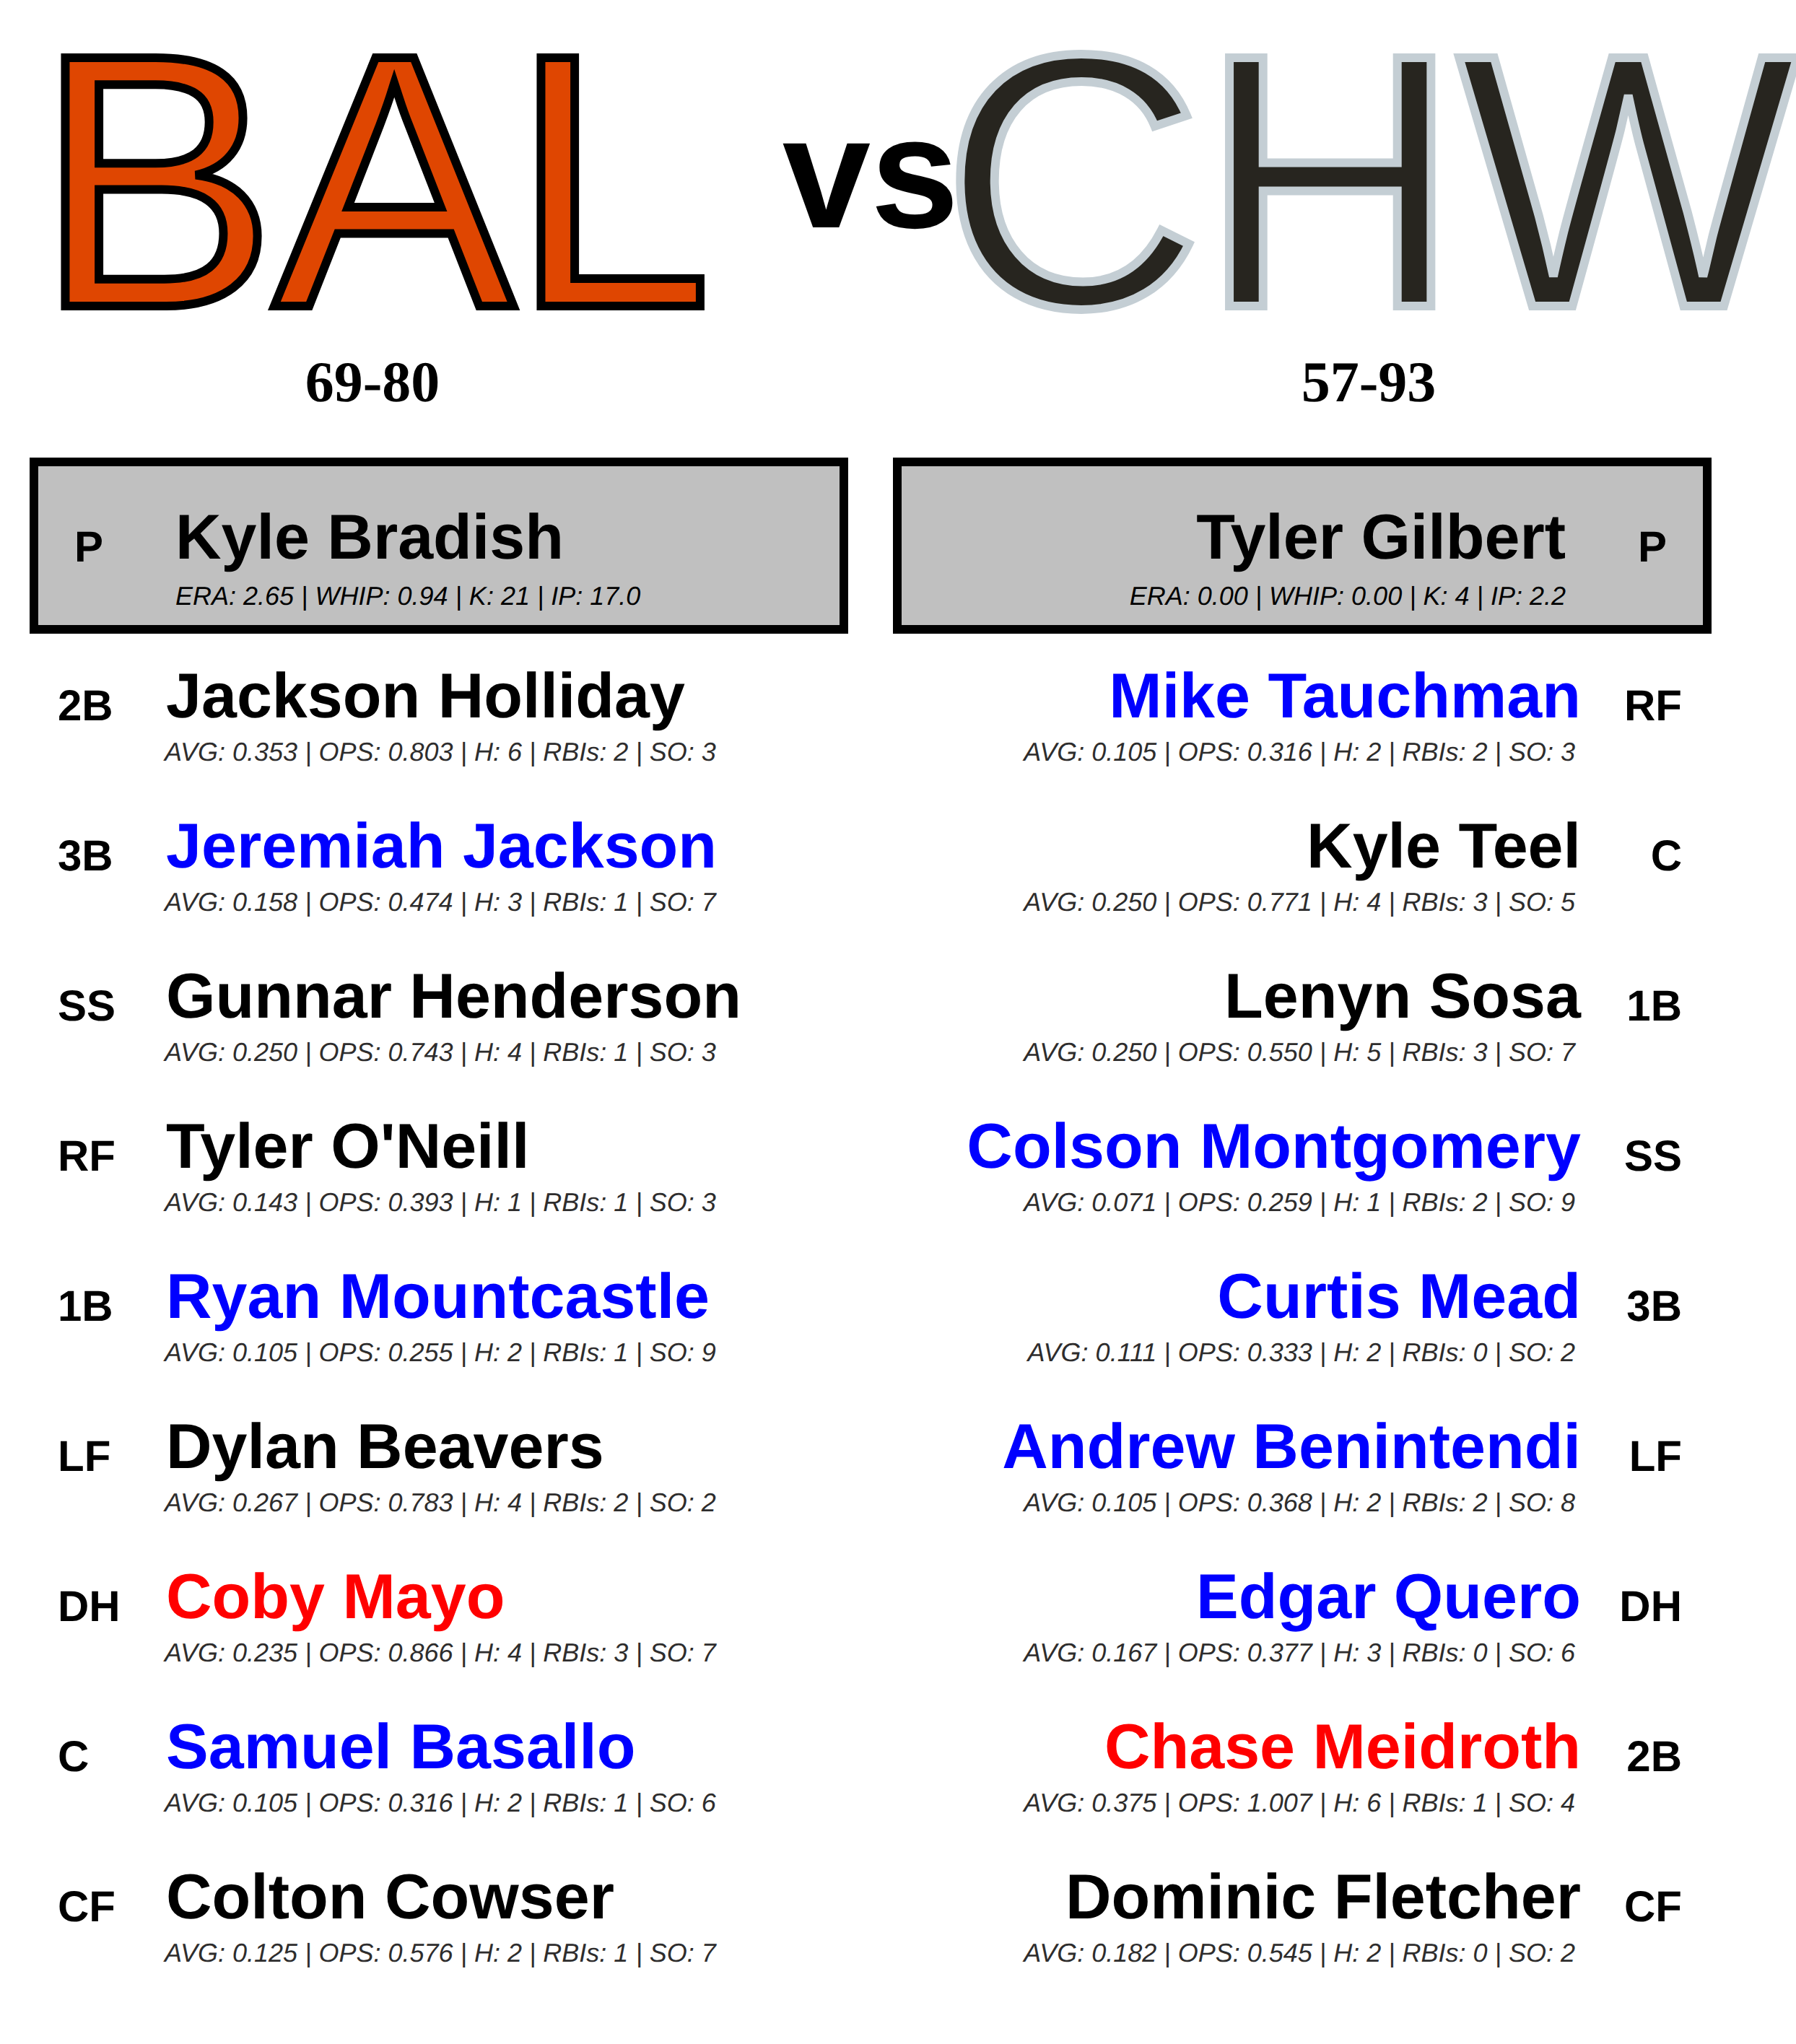 BAL vs CHW
69-80 57-93
P Kyle Bradish
ERA: 2.65 | WHIP: 0.94 | K: 21 | IP: 17.0
Tyler Gilbert P
ERA: 0.00 | WHIP: 0.00 | K: 4 | IP: 2.2
2B Jackson Holliday
AVG: 0.353 | OPS: 0.803 | H: 6 | RBIs: 2 | SO: 3
3B Jeremiah Jackson
AVG: 0.158 | OPS: 0.474 | H: 3 | RBIs: 1 | SO: 7
SS Gunnar Henderson
AVG: 0.250 | OPS: 0.743 | H: 4 | RBIs: 1 | SO: 3
RF Tyler O'Neill
AVG: 0.143 | OPS: 0.393 | H: 1 | RBIs: 1 | SO: 3
1B Ryan Mountcastle
AVG: 0.105 | OPS: 0.255 | H: 2 | RBIs: 1 | SO: 9
LF Dylan Beavers
AVG: 0.267 | OPS: 0.783 | H: 4 | RBIs: 2 | SO: 2
DH Coby Mayo
AVG: 0.235 | OPS: 0.866 | H: 4 | RBIs: 3 | SO: 7
C Samuel Basallo
AVG: 0.105 | OPS: 0.316 | H: 2 | RBIs: 1 | SO: 6
CF Colton Cowser
AVG: 0.125 | OPS: 0.576 | H: 2 | RBIs: 1 | SO: 7
Mike Tauchman RF
AVG: 0.105 | OPS: 0.316 | H: 2 | RBIs: 2 | SO: 3
Kyle Teel C
AVG: 0.250 | OPS: 0.771 | H: 4 | RBIs: 3 | SO: 5
Lenyn Sosa 1B
AVG: 0.250 | OPS: 0.550 | H: 5 | RBIs: 3 | SO: 7
Colson Montgomery SS
AVG: 0.071 | OPS: 0.259 | H: 1 | RBIs: 2 | SO: 9
Curtis Mead 3B
AVG: 0.111 | OPS: 0.333 | H: 2 | RBIs: 0 | SO: 2
Andrew Benintendi LF
AVG: 0.105 | OPS: 0.368 | H: 2 | RBIs: 2 | SO: 8
Edgar Quero DH
AVG: 0.167 | OPS: 0.377 | H: 3 | RBIs: 0 | SO: 6
Chase Meidroth 2B
AVG: 0.375 | OPS: 1.007 | H: 6 | RBIs: 1 | SO: 4
Dominic Fletcher CF
AVG: 0.182 | OPS: 0.545 | H: 2 | RBIs: 0 | SO: 2